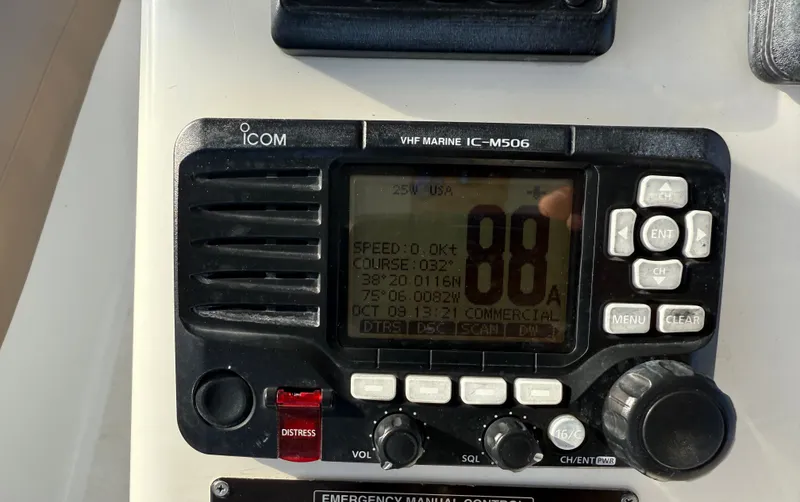 ICOM
VHF MARINE IC-M506
25W USA
88A
SPEED:0.0Kt
COURSE:032°
38°20.0116N
75°06.0082W
OCT 09 13:21 COMMERCIAL
DTRS DSC SCAN DW
CH
ENT
CH
MENU CLEAR
DISTRESS
VOL
SQL
16/C
CH/ENT PWR
EMERGENCY MANUAL CONTROL